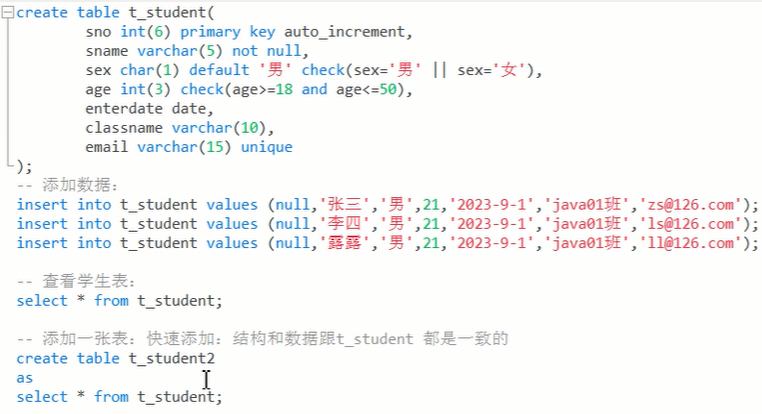 create table t_student(
sno int(6) primary key auto_increment,
sname varchar(5) not null,
sex char(1) default '男' check(sex='男' || sex='女'),
age int(3) check(age>=18 and age<=50),
enterdate date,
classname varchar(10),
email varchar(15) unique
);
-- 添加数据:
insert into t_student values (null,'张三','男',21,'2023-9-1','java01班','zs@126.com');
insert into t_student values (null,'李四','男',21,'2023-9-1','java01班','ls@126.com');
insert into t_student values (null,'露露','男',21,'2023-9-1','java01班','ll@126.com');
-- 查看学生表:
select * from t_student;
-- 添加一张表: 快速添加: 结构和数据跟t_student 都是一致的
create table t_student2
as
select * from t_student;